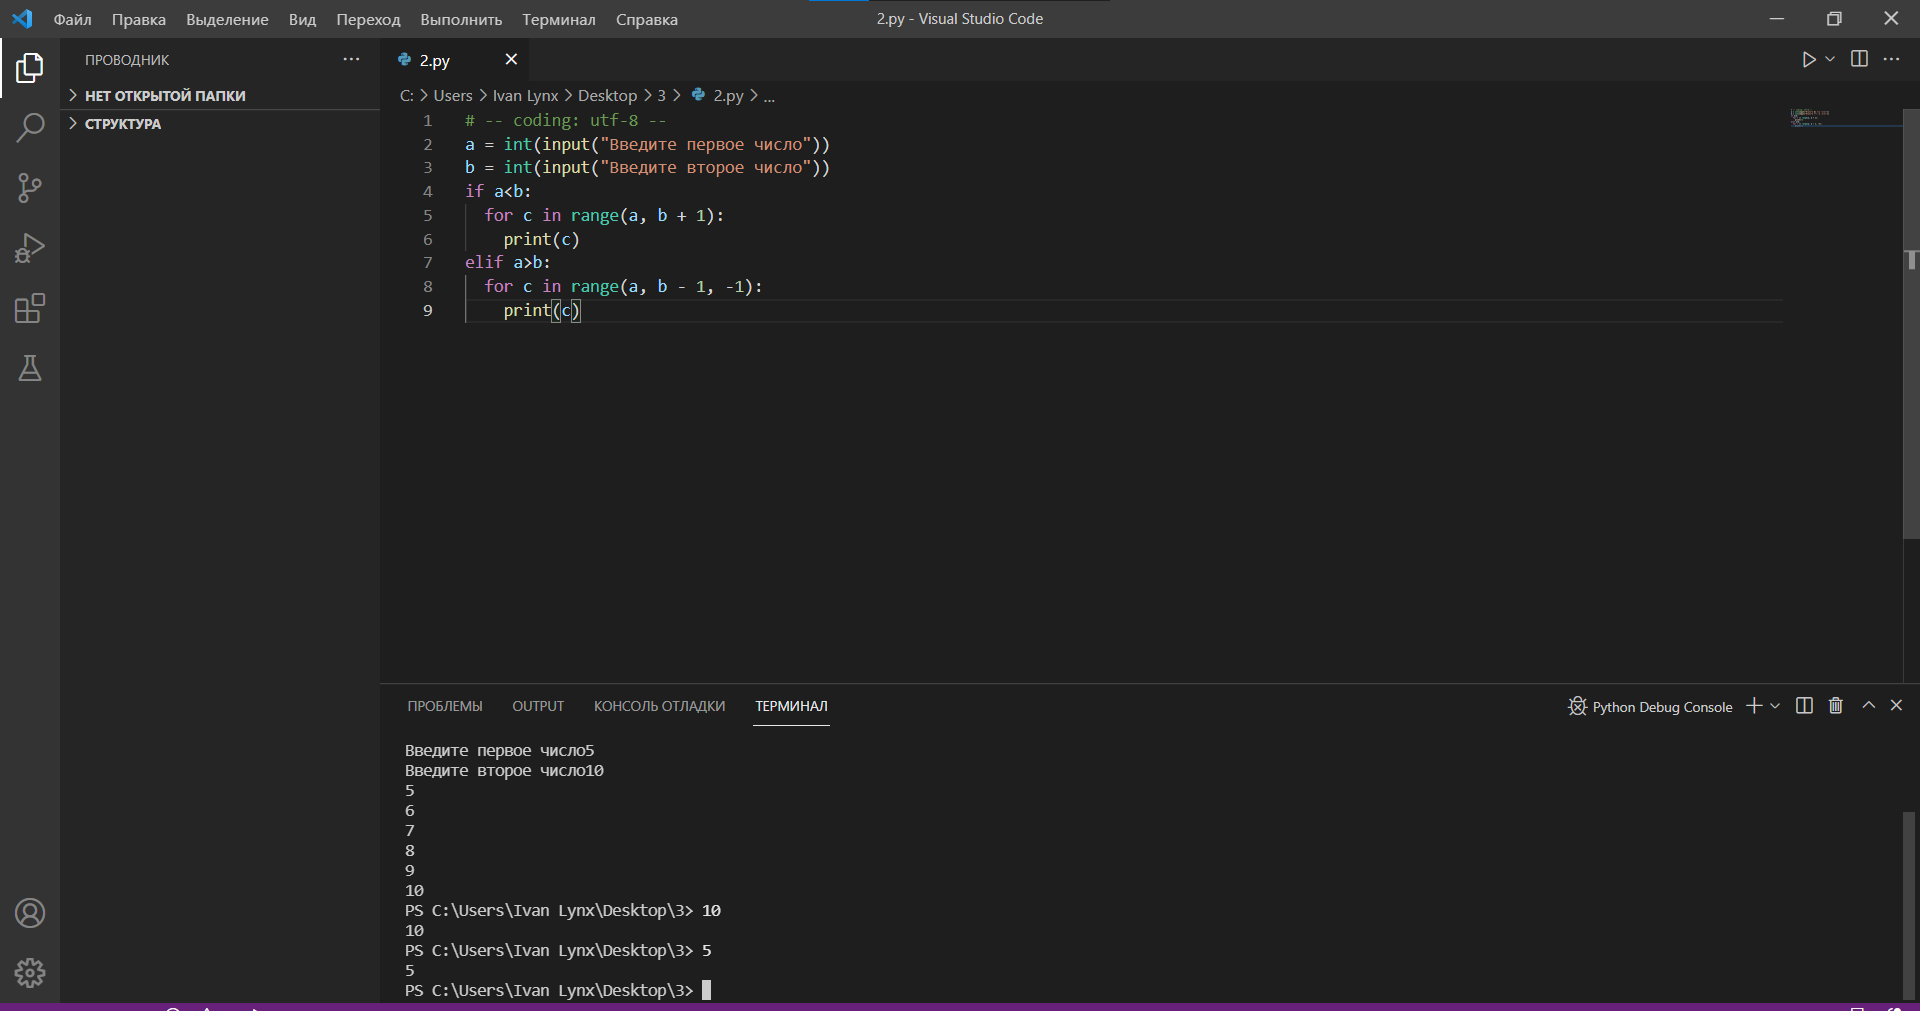 Файл Правка Выделение Вид Переход Выполнить Терминал Справка
2.py - Visual Studio Code
ПРОВОДНИК
НЕТ ОТКРЫТОЙ ПАПКИ
СТРУКТУРА
2.py
C: > Users > Ivan Lynx > Desktop > 3 > 2.py > ...
1 # -- coding: utf-8 --
2 a = int(input("Введите первое число"))
3 b = int(input("Введите второе число"))
4 if a<b:
5 for c in range(a, b + 1):
6 print(c)
7 elif a>b:
8 for c in range(a, b - 1, -1):
9 print(c)
ПРОБЛЕМЫ OUTPUT КОНСОЛЬ ОТЛАДКИ ТЕРМИНАЛ
Python Debug Console
Введите первое число5
Введите второе число10
5
6
7
8
9
10
PS C:\Users\Ivan Lynx\Desktop\3> 10
10
PS C:\Users\Ivan Lynx\Desktop\3> 5
5
PS C:\Users\Ivan Lynx\Desktop\3>